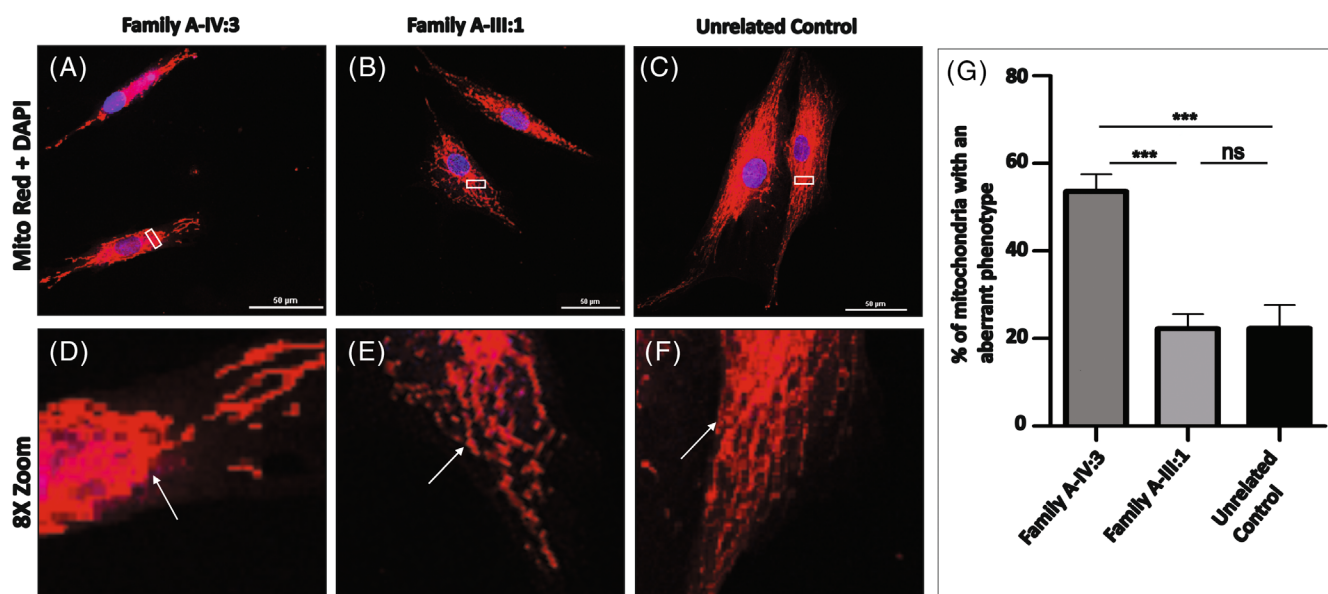 Family A-IV:3
Family A-III:1
Unrelated Control
Mito Red + DAPI
(A)
(B)
(C)
50 µm
50 µm
50 µm
8X Zoom
(D)
(E)
(F)
(G)
% of mitochondria with an
aberrant phenotype
80
60
40
20
0
***
***
ns
Family A-IV:3
Family A-III:1
Unrelated
Control